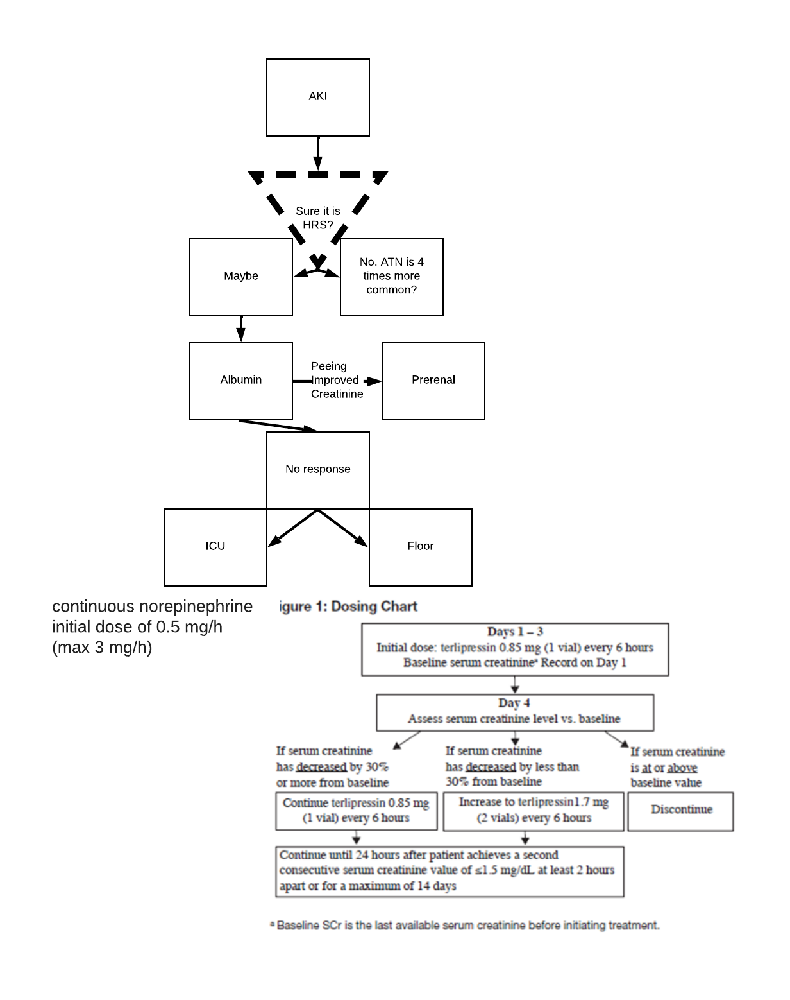 AKI
Sure it is
HRS?
Maybe
No. ATN is 4
times more
common?
Albumin
Peeing
Improved
Creatinine
Prerenal
No response
ICU
Floor
continuous norepinephrine
initial dose of 0.5 mg/h
(max 3 mg/h)
igure 1: Dosing Chart
Days 1 – 3
Initial dose: terlipressin 0.85 mg (1 vial) every 6 hours
Baseline serum creatinineª Record on Day 1
Day 4
Assess serum creatinine level vs. baseline
If serum creatinine
has decreased by 30%
or more from baseline
If serum creatinine
has decreased by less than
30% from baseline
If serum creatinine
is at or above
baseline value
Continue terlipressin 0.85 mg
(1 vial) every 6 hours
Increase to terlipressin1.7 mg
(2 vials) every 6 hours
Discontinue
Continue until 24 hours after patient achieves a second
consecutive serum creatinine value of ≤1.5 mg/dL at least 2 hours
apart or for a maximum of 14 days
ª Baseline SCr is the last available serum creatinine before initiating treatment.